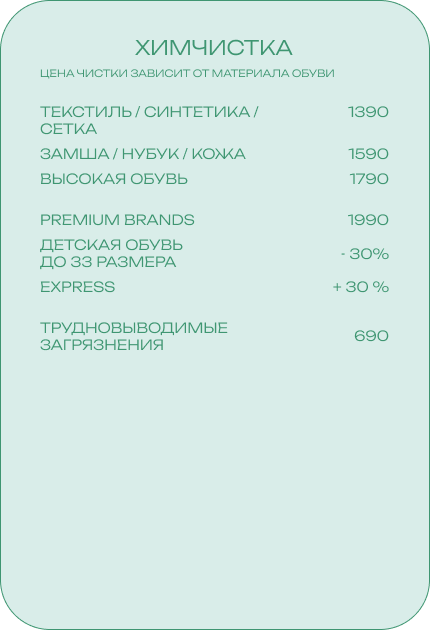 ХИМЧИСТКА
ЦЕНА ЧИСТКИ ЗАВИСИТ ОТ МАТЕРИАЛА ОБУВИ
ТЕКСТИЛЬ / СИНТЕТИКА / 1390
СЕТКА
ЗАМША / НУБУК / КОЖА 1590
ВЫСОКАЯ ОБУВЬ 1790
PREMIUM BRANDS 1990
ДЕТСКАЯ ОБУВЬ
ДО 33 РАЗМЕРА - 30%
EXPRESS + 30 %
ТРУДНОВЫВОДИМЫЕ
ЗАГРЯЗНЕНИЯ 690